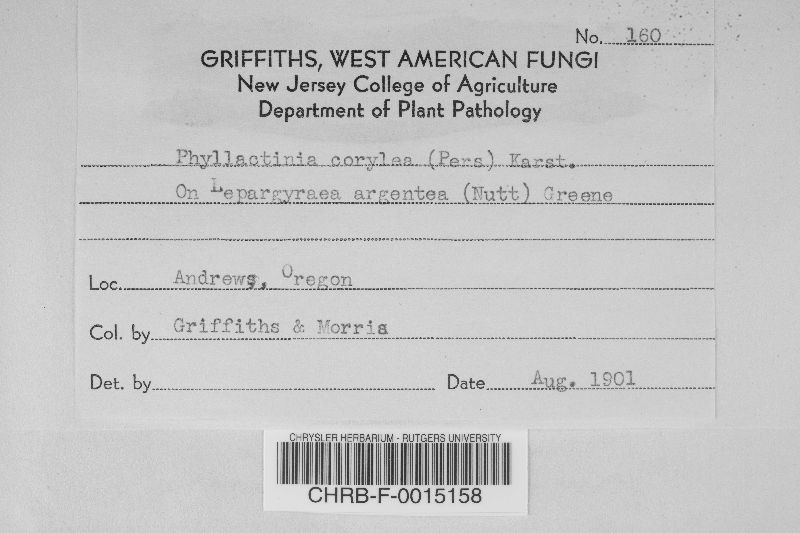 No. 160
GRIFFITHS, WEST AMERICAN FUNGI
New Jersey College of Agriculture
Department of Plant Pathology
Phyllactinia corylea (Pers) Karst.
On Lepargyraea argentea (Nutt) Greene
Loc. Andrews, Oregon
Col. by Griffiths & Morris
Det. by
Date Aug. 1901
CHRYSLER HERBARIUM - RUTGERS UNIVERSITY
CHRB-F-0015158